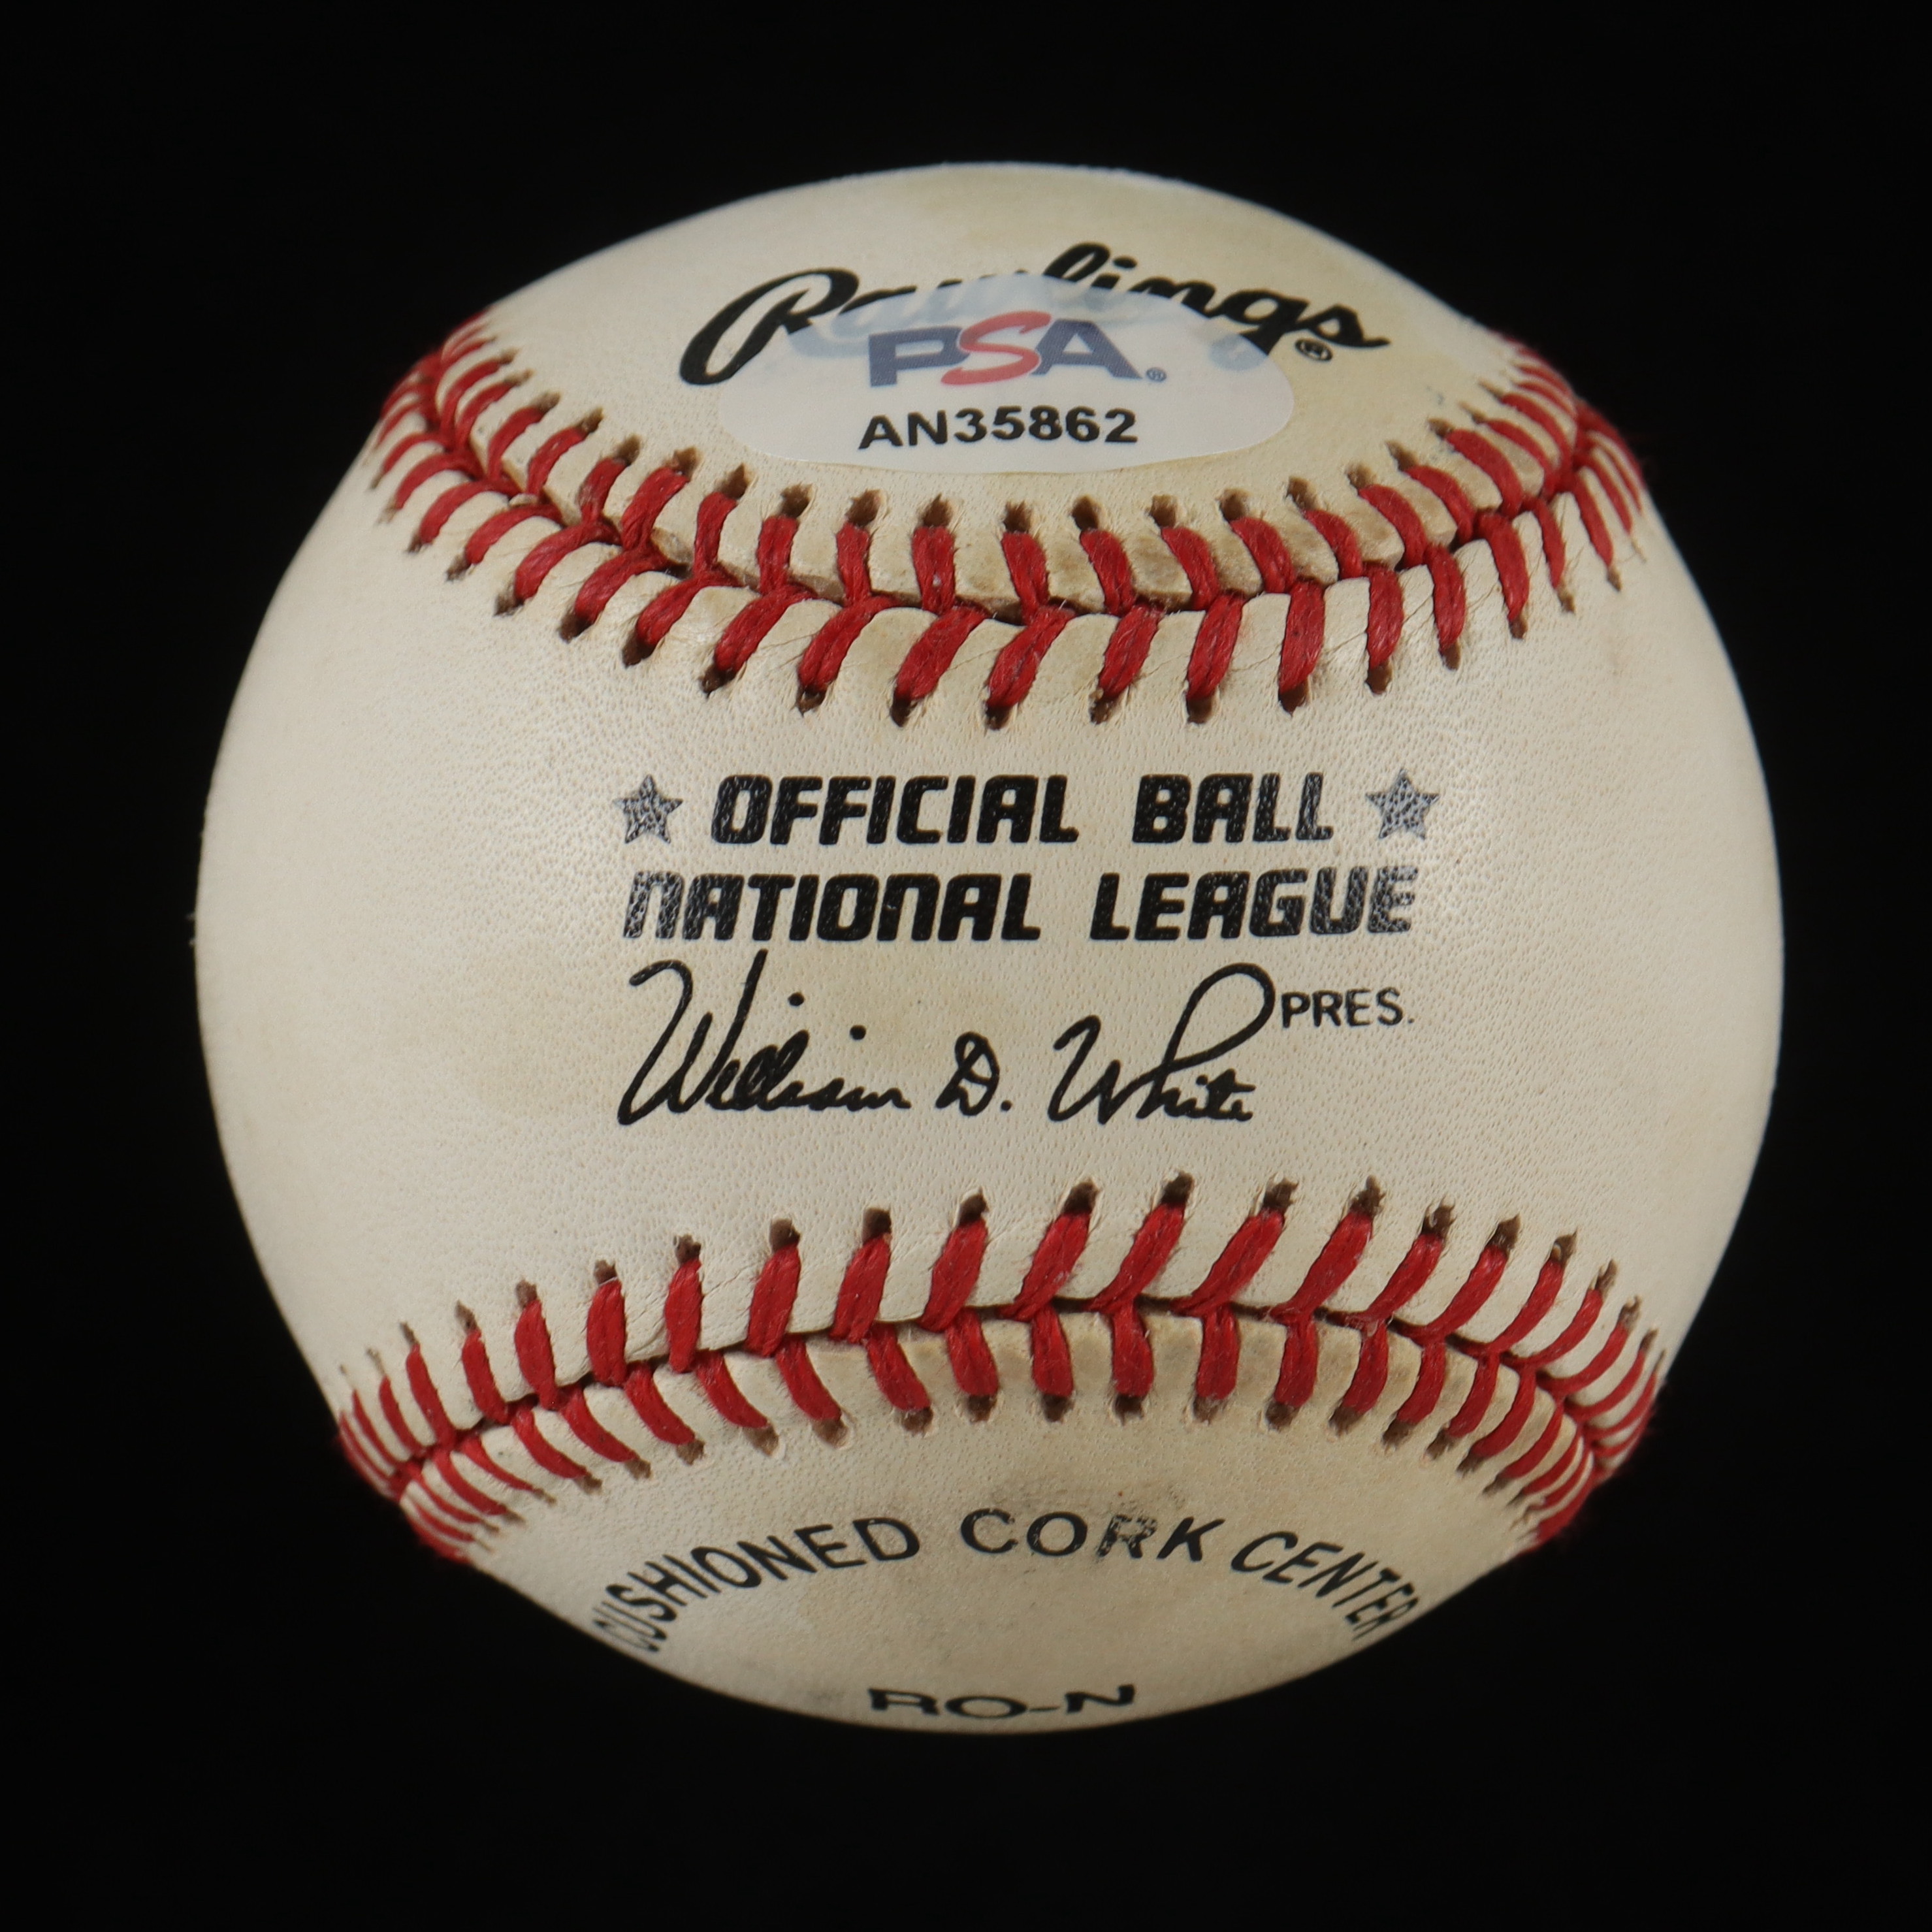 Rawlings®
PSA®
AN35862
★ OFFICIAL BALL ★
NATIONAL LEAGUE
William D. White PRES.
CUSHIONED CORK CENTER
RO-N